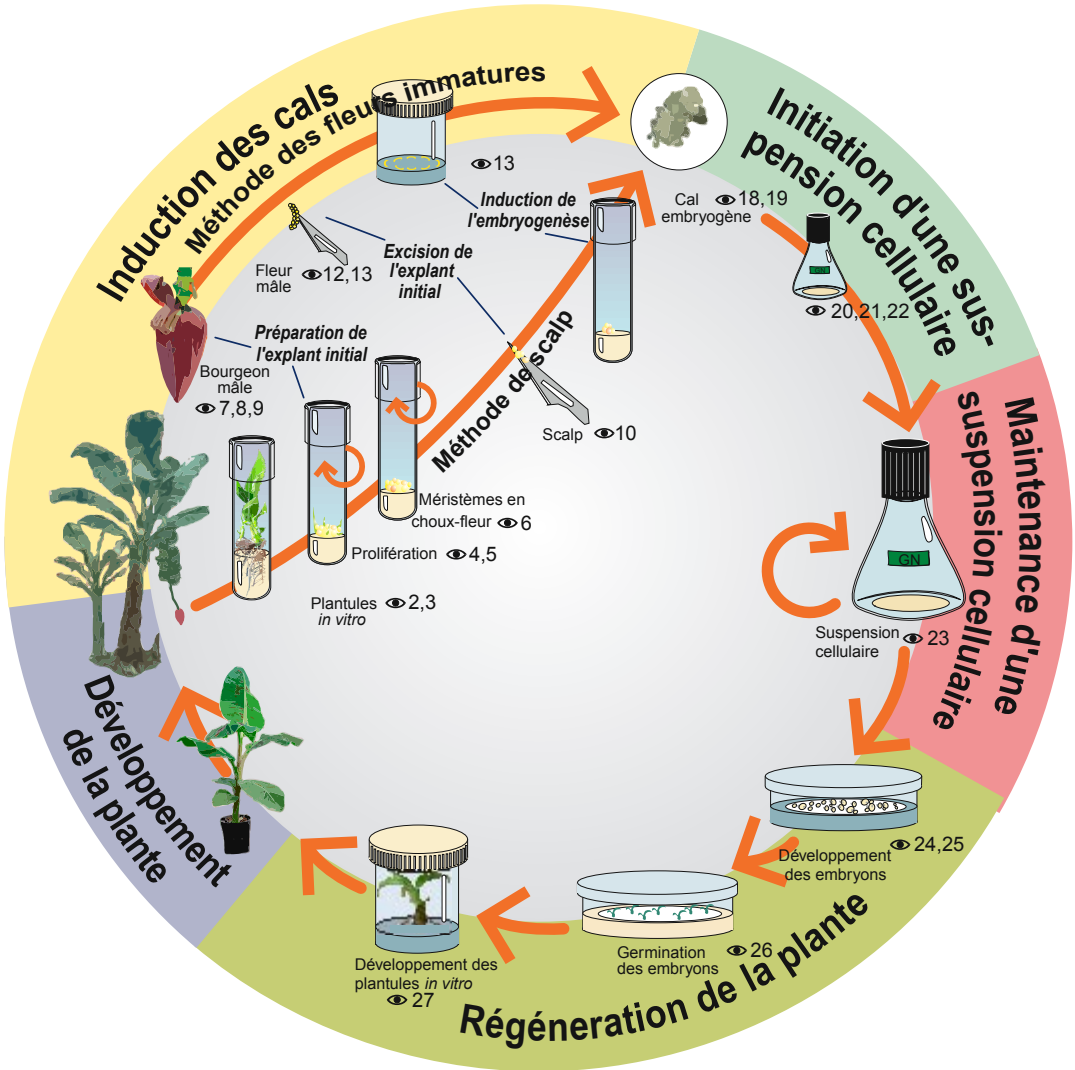 Induction des cals
Méthode des fleurs immatures
13
Induction de
l'embryogenèse
Excision de
l'explant
initial
Fleur
mâle
12,13
Préparation de
l'explant initial
Bourgeon
mâle
7,8,9
Méthode de scalp
Scalp
10
Méristèmes en
choux-fleur
6
Prolifération
4,5
Plantules
in vitro
2,3
Cal
embryogène
18,19
Initiation d'une sus-
pension cellulaire
GN
20,21,22
Maintenance d'une
suspension cellulaire
GN
Suspension
cellulaire
23
Développement
des embryons
24,25
Germination
des embryons
26
Développement des
plantules in vitro
27
Régéneration de la plante
Développement
de la plante